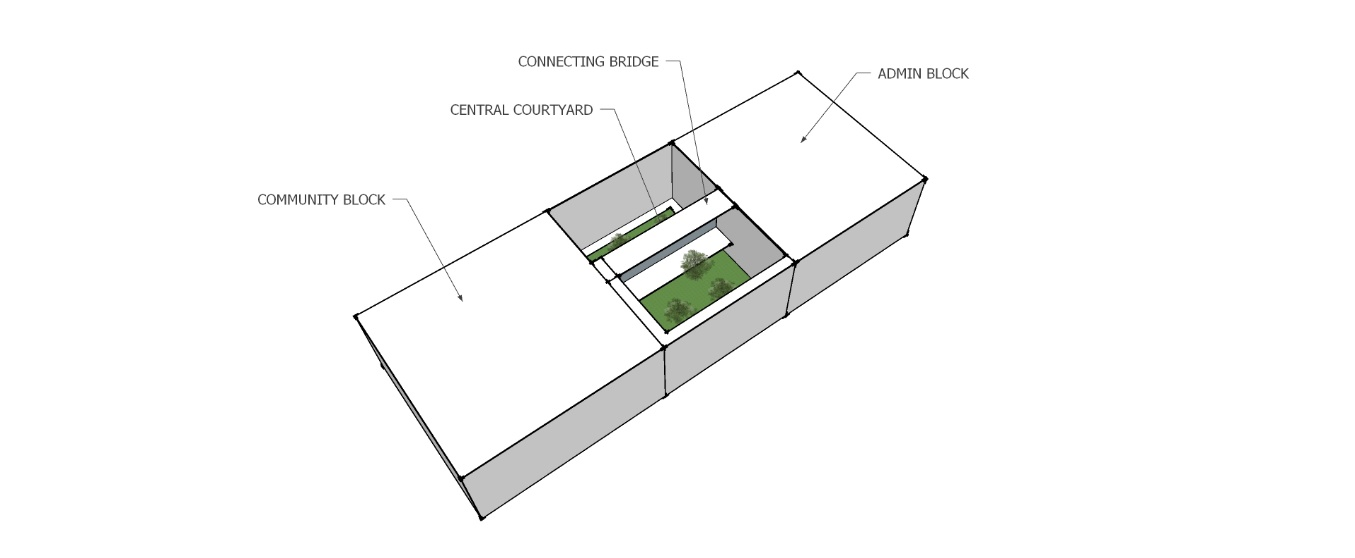 CONNECTING BRIDGE
ADMIN BLOCK
CENTRAL COURTYARD
COMMUNITY BLOCK